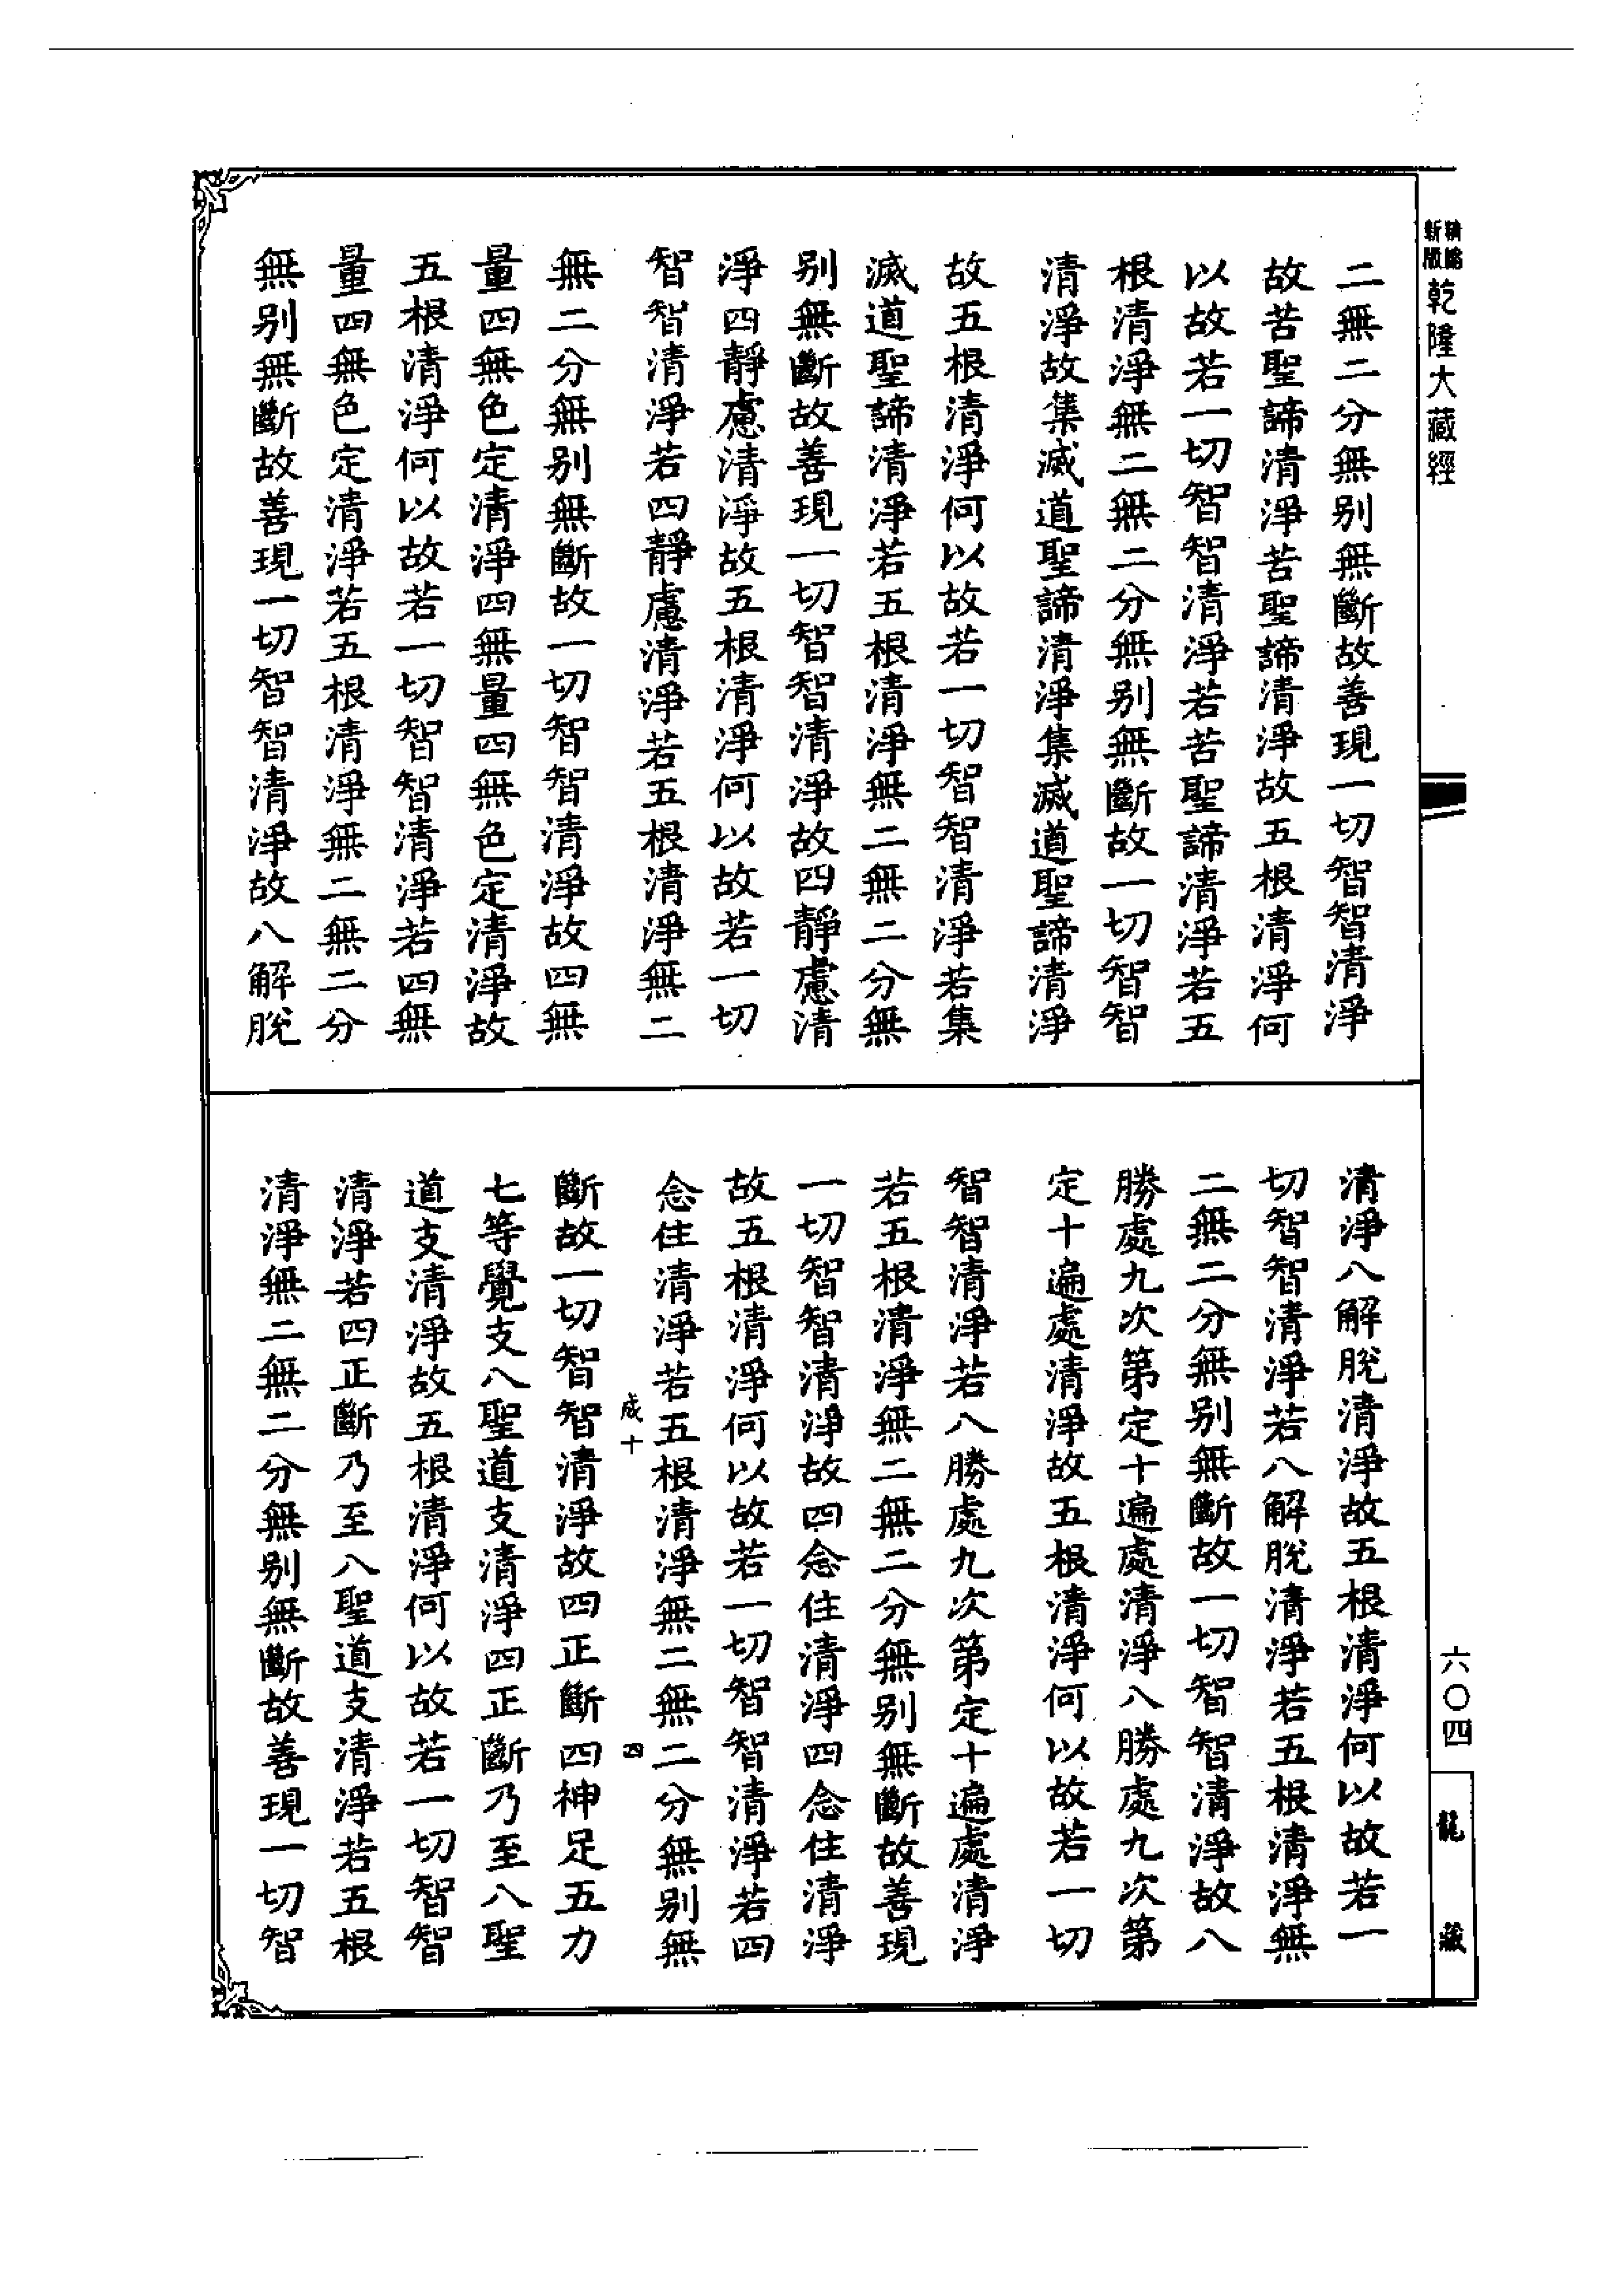 精縮
新版
乾隆大藏經
二無二分無別無斷故善現一切智智清淨
故苦聖諦清淨苦聖諦清淨故五根清淨何
以故若一切智智清淨若苦聖諦清淨若五
根清淨無二無二分無別無斷故一切智智
清淨故集滅道聖諦清淨集滅道聖諦清淨
故五根清淨何以故若一切智智清淨若集
滅道聖諦清淨若五根清淨無二無二分無
別無斷故善現一切智智清淨故四靜慮清
淨四靜慮清淨故五根清淨何以故若一切
智智清淨若四靜慮清淨若五根清淨無二
無二分無別無斷故一切智智清淨故四無
量四無色定清淨四無量四無色定清淨故
五根清淨何以故若一切智智清淨若四無
量四無色定清淨若五根清淨無二無二分
無別無斷故善現一切智智清淨故八解脫
清淨八解脫清淨故五根清淨何以故若一
切智智清淨若八解脫清淨若五根清淨無
二無二分無別無斷故一切智智清淨故八
勝處九次第定十遍處清淨八勝處九次第
定十遍處清淨故五根清淨何以故若一切
智智清淨若八勝處九次第定十遍處清淨
若五根清淨無二無二分無別無斷故善現
一切智智清淨故四念住清淨四念住清淨
故五根清淨何以故若一切智智清淨若四
念住清淨若五根清淨無二無二分無別無
成十 四
斷故一切智智清淨故四正斷四神足五力
七等覺支八聖道支清淨四正斷乃至八聖
道支清淨故五根清淨何以故若一切智智
清淨若四正斷乃至八聖道支清淨若五根
清淨無二無二分無別無斷故善現一切智
六〇四
龍藏